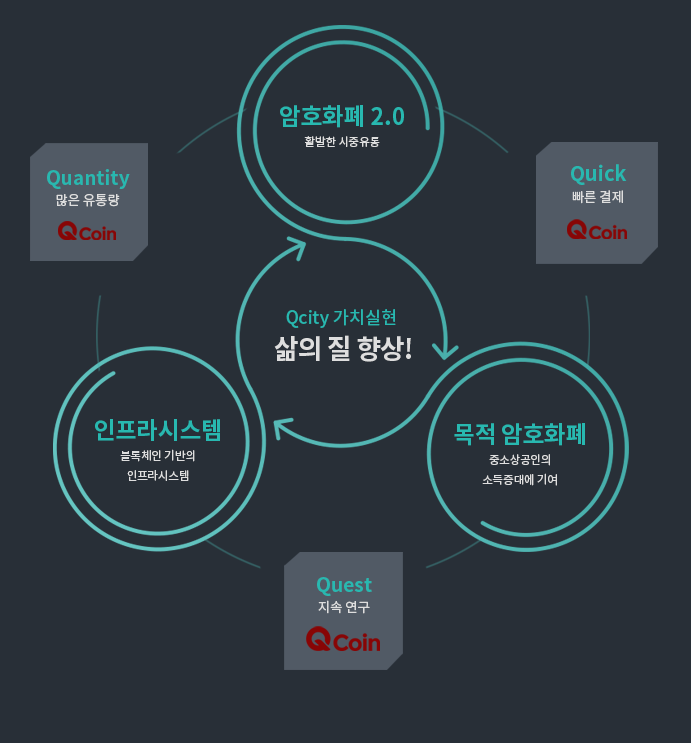 암호화폐 2.0
활발한 시중유통
Quantity
많은 유통량
Q Coin
Quick
빠른 결제
Q Coin
Qcity 가치실현
삶의 질 향상!
인프라시스템
블록체인 기반의
인프라시스템
목적 암호화폐
중소상공인의
소득증대에 기여
Quest
지속 연구
Q Coin